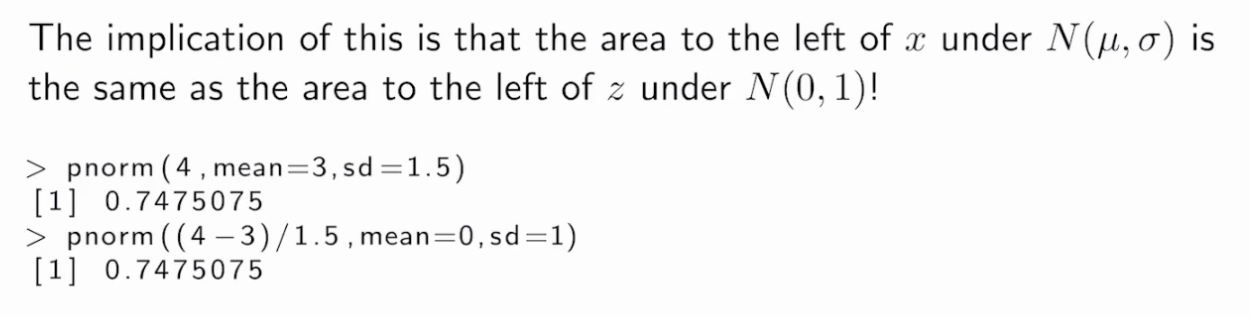 The implication of this is that the area to the left of x under N(μ, σ) is
the same as the area to the left of z under N(0, 1)!
> pnorm(4,mean=3,sd=1.5)
[1] 0.7475075
> pnorm((4-3)/1.5,mean=0,sd=1)
[1] 0.7475075